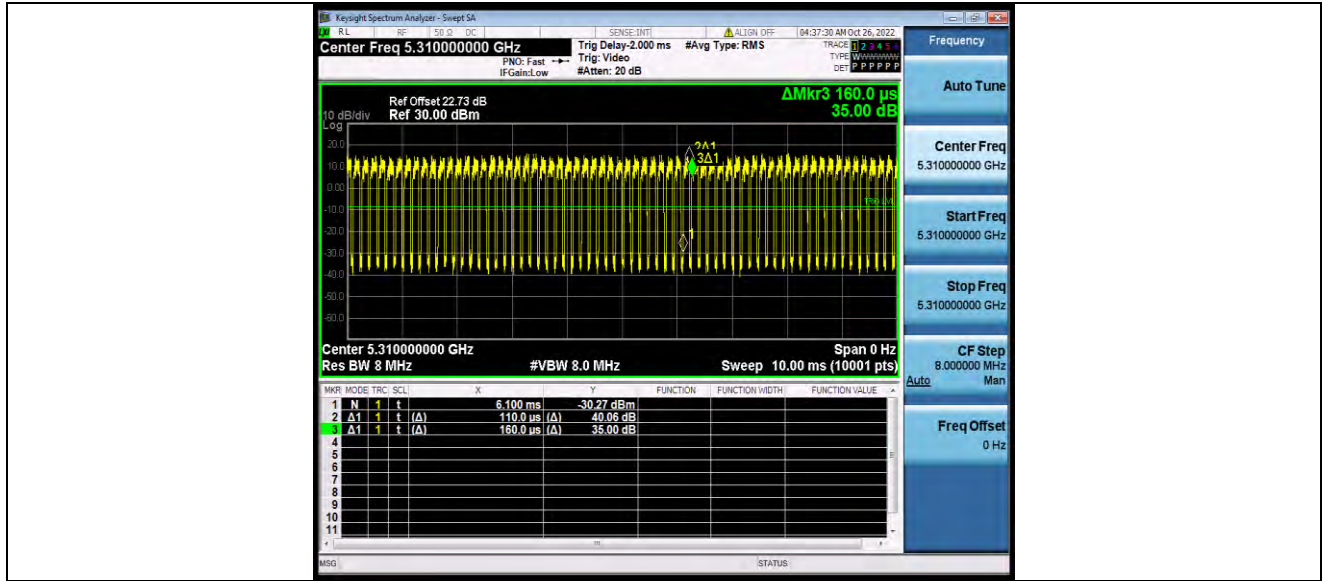 Keysight Spectrum Analyzer - Swept SA
RL RF 50 Ω DC SENSE:INT ALIGN OFF 04:37:30 AM Oct 26, 2022
Center Freq 5.310000000 GHz Trig Delay-2.000 ms #Avg Type: RMS TRACE 1 2 3 4 5 6
PNO: Fast Trig: Video TYPE W
IFGain:Low #Atten: 20 dB DET P P P P P P
Frequency
ΔMkr3 160.0 µs
35.00 dB
Ref Offset 22.73 dB
10 dB/div Ref 30.00 dBm
Log
20.0
10.0
0.00
-10.0
-20.0
-30.0
-40.0
-50.0
-60.0
2Δ1
3Δ1
TRIG LVL
1
Center 5.310000000 GHz Span 0 Hz
Res BW 8 MHz #VBW 8.0 MHz Sweep 10.00 ms (10001 pts)
MKR MODE TRC SCL X Y FUNCTION FUNCTION WIDTH FUNCTION VALUE
1 N 1 t 6.100 ms -30.27 dBm
2 Δ1 1 t (Δ) 110.0 µs (Δ) 40.06 dB
3 Δ1 1 t (Δ) 160.0 µs (Δ) 35.00 dB
4
5
6
7
8
9
10
11
MSG STATUS
Auto Tune
Center Freq
5.310000000 GHz
Start Freq
5.310000000 GHz
Stop Freq
5.310000000 GHz
CF Step
8.000000 MHz
Auto Man
Freq Offset
0 Hz